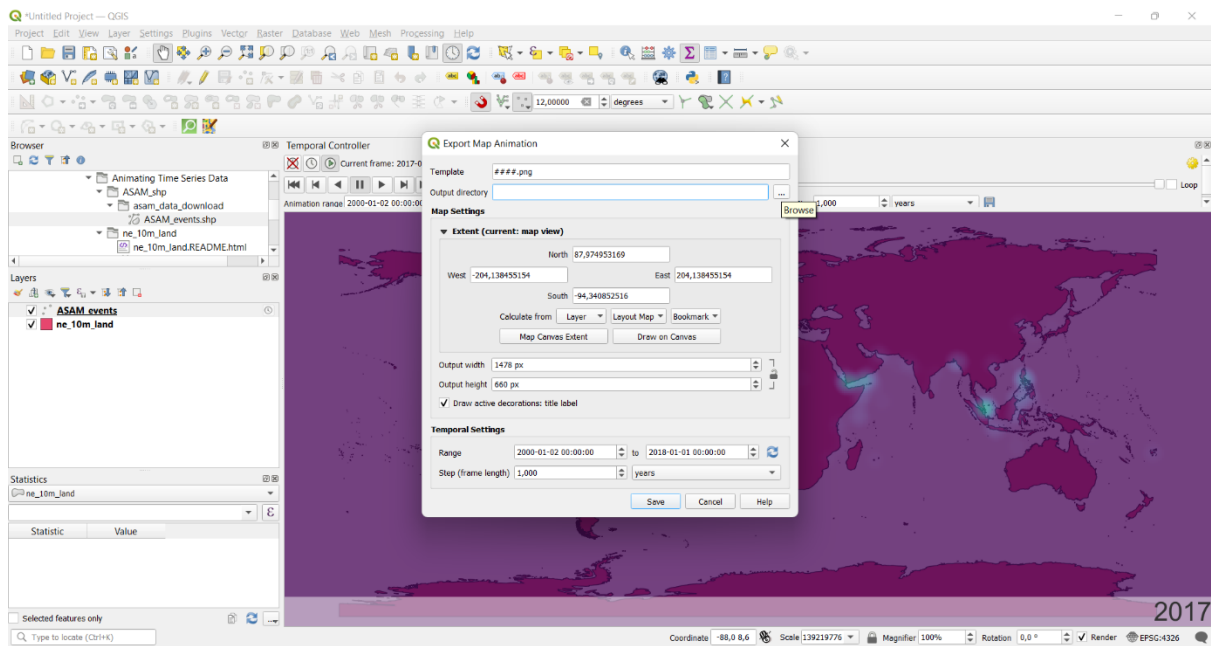 *Untitled Project — QGIS
Project Edit View Layer Settings Plugins Vector Raster Database Web Mesh Processing Help
12,00000 degrees
Browser
Animating Time Series Data
ASAM_shp
asam_data_download
ASAM_events.shp
ne_10m_land
ne_10m_land.README.html
Layers
ASAM events
ne_10m_land
Statistics
ne_10m_land
Statistic Value
Selected features only
Temporal Controller
Current frame: 2017-0
Loop
Animation range 2000-01-02 00:00:00
1,000 years
Export Map Animation
Template ####.png
Output directory
...
Browse
Map Settings
Extent (current: map view)
North 87,974953169
West -204,138455154 East 204,138455154
South -94,340852516
Calculate from Layer Layout Map Bookmark
Map Canvas Extent Draw on Canvas
Output width 1478 px
Output height 660 px
Draw active decorations: title label
Temporal Settings
Range 2000-01-02 00:00:00 to 2018-01-01 00:00:00
Step (frame length) 1,000 years
Save Cancel Help
2017
Type to locate (Ctrl+K)
Coordinate -88,0 8,6 Scale 139219776 Magnifier 100% Rotation 0,0 ° Render EPSG:4326